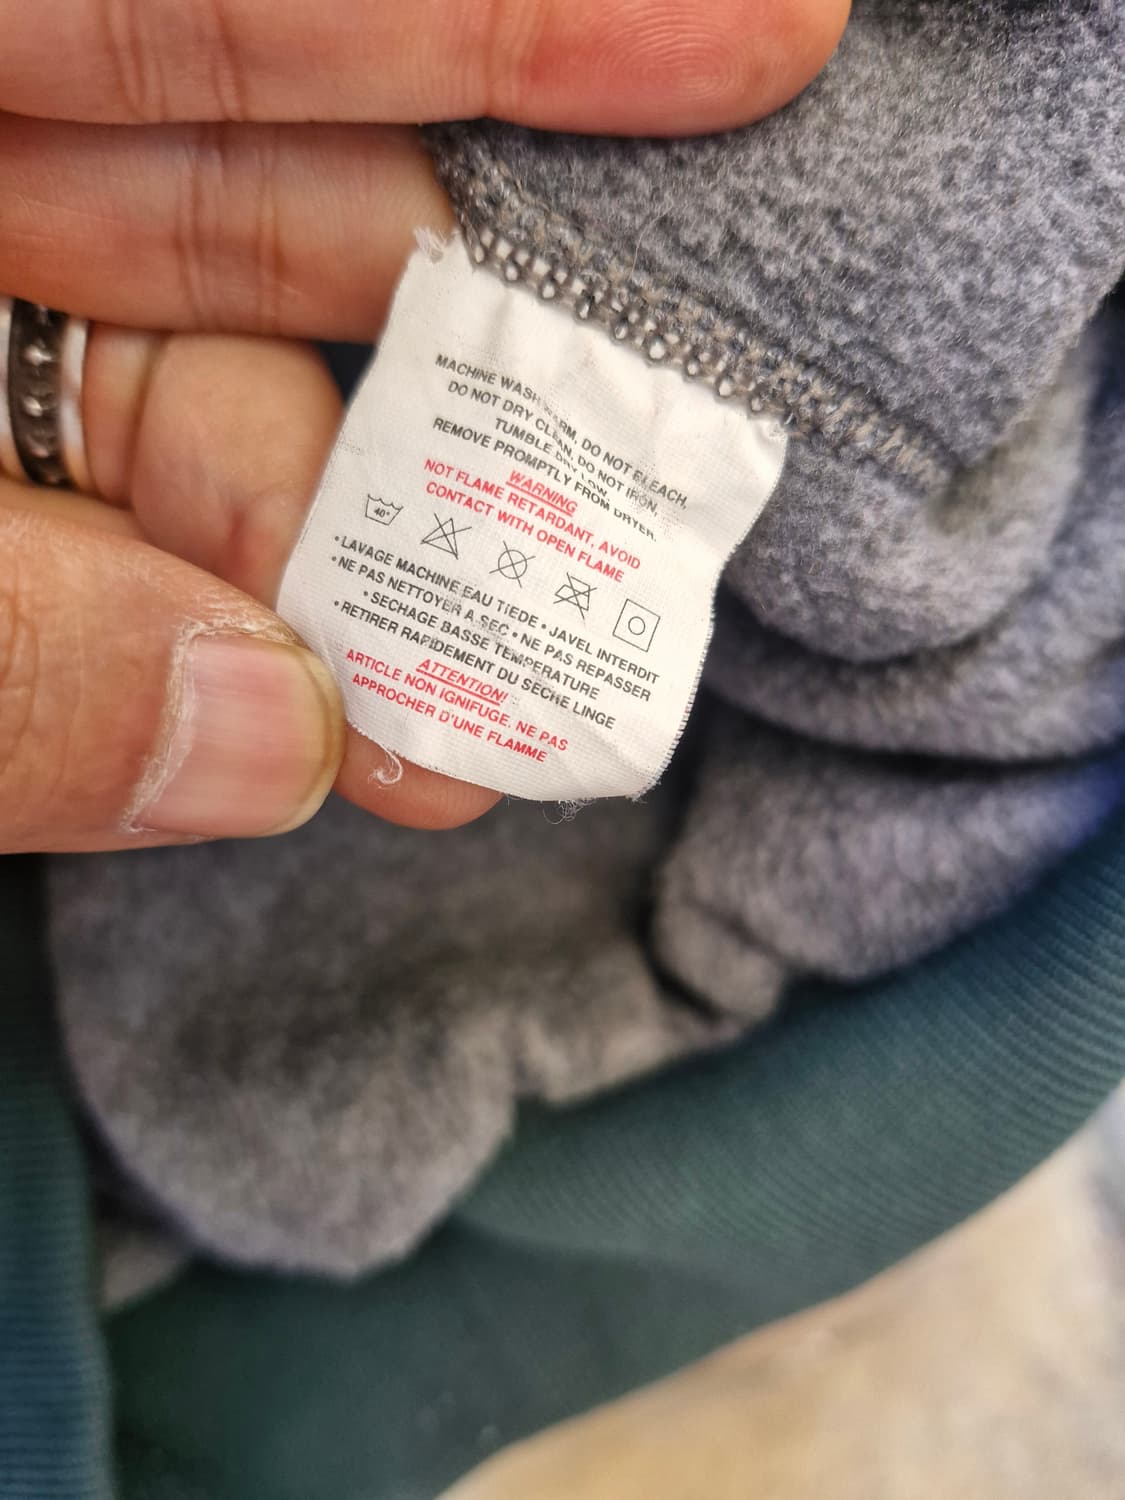 MACHINE WASH WARM, DO NOT BLEACH,
DO NOT DRY CLEAN, DO NOT IRON,
TUMBLE DRY LOW,
REMOVE PROMPTLY FROM DRYER.
WARNING
NOT FLAME RETARDANT, AVOID
CONTACT WITH OPEN FLAME
40°
• LAVAGE MACHINE EAU TIEDE • JAVEL INTERDIT
• NE PAS NETTOYER A SEC • NE PAS REPASSER
• SECHAGE BASSE TEMPERATURE
• RETIRER RAPIDEMENT DU SECHE LINGE
ATTENTION!
ARTICLE NON IGNIFUGE. NE PAS
APPROCHER D'UNE FLAMME